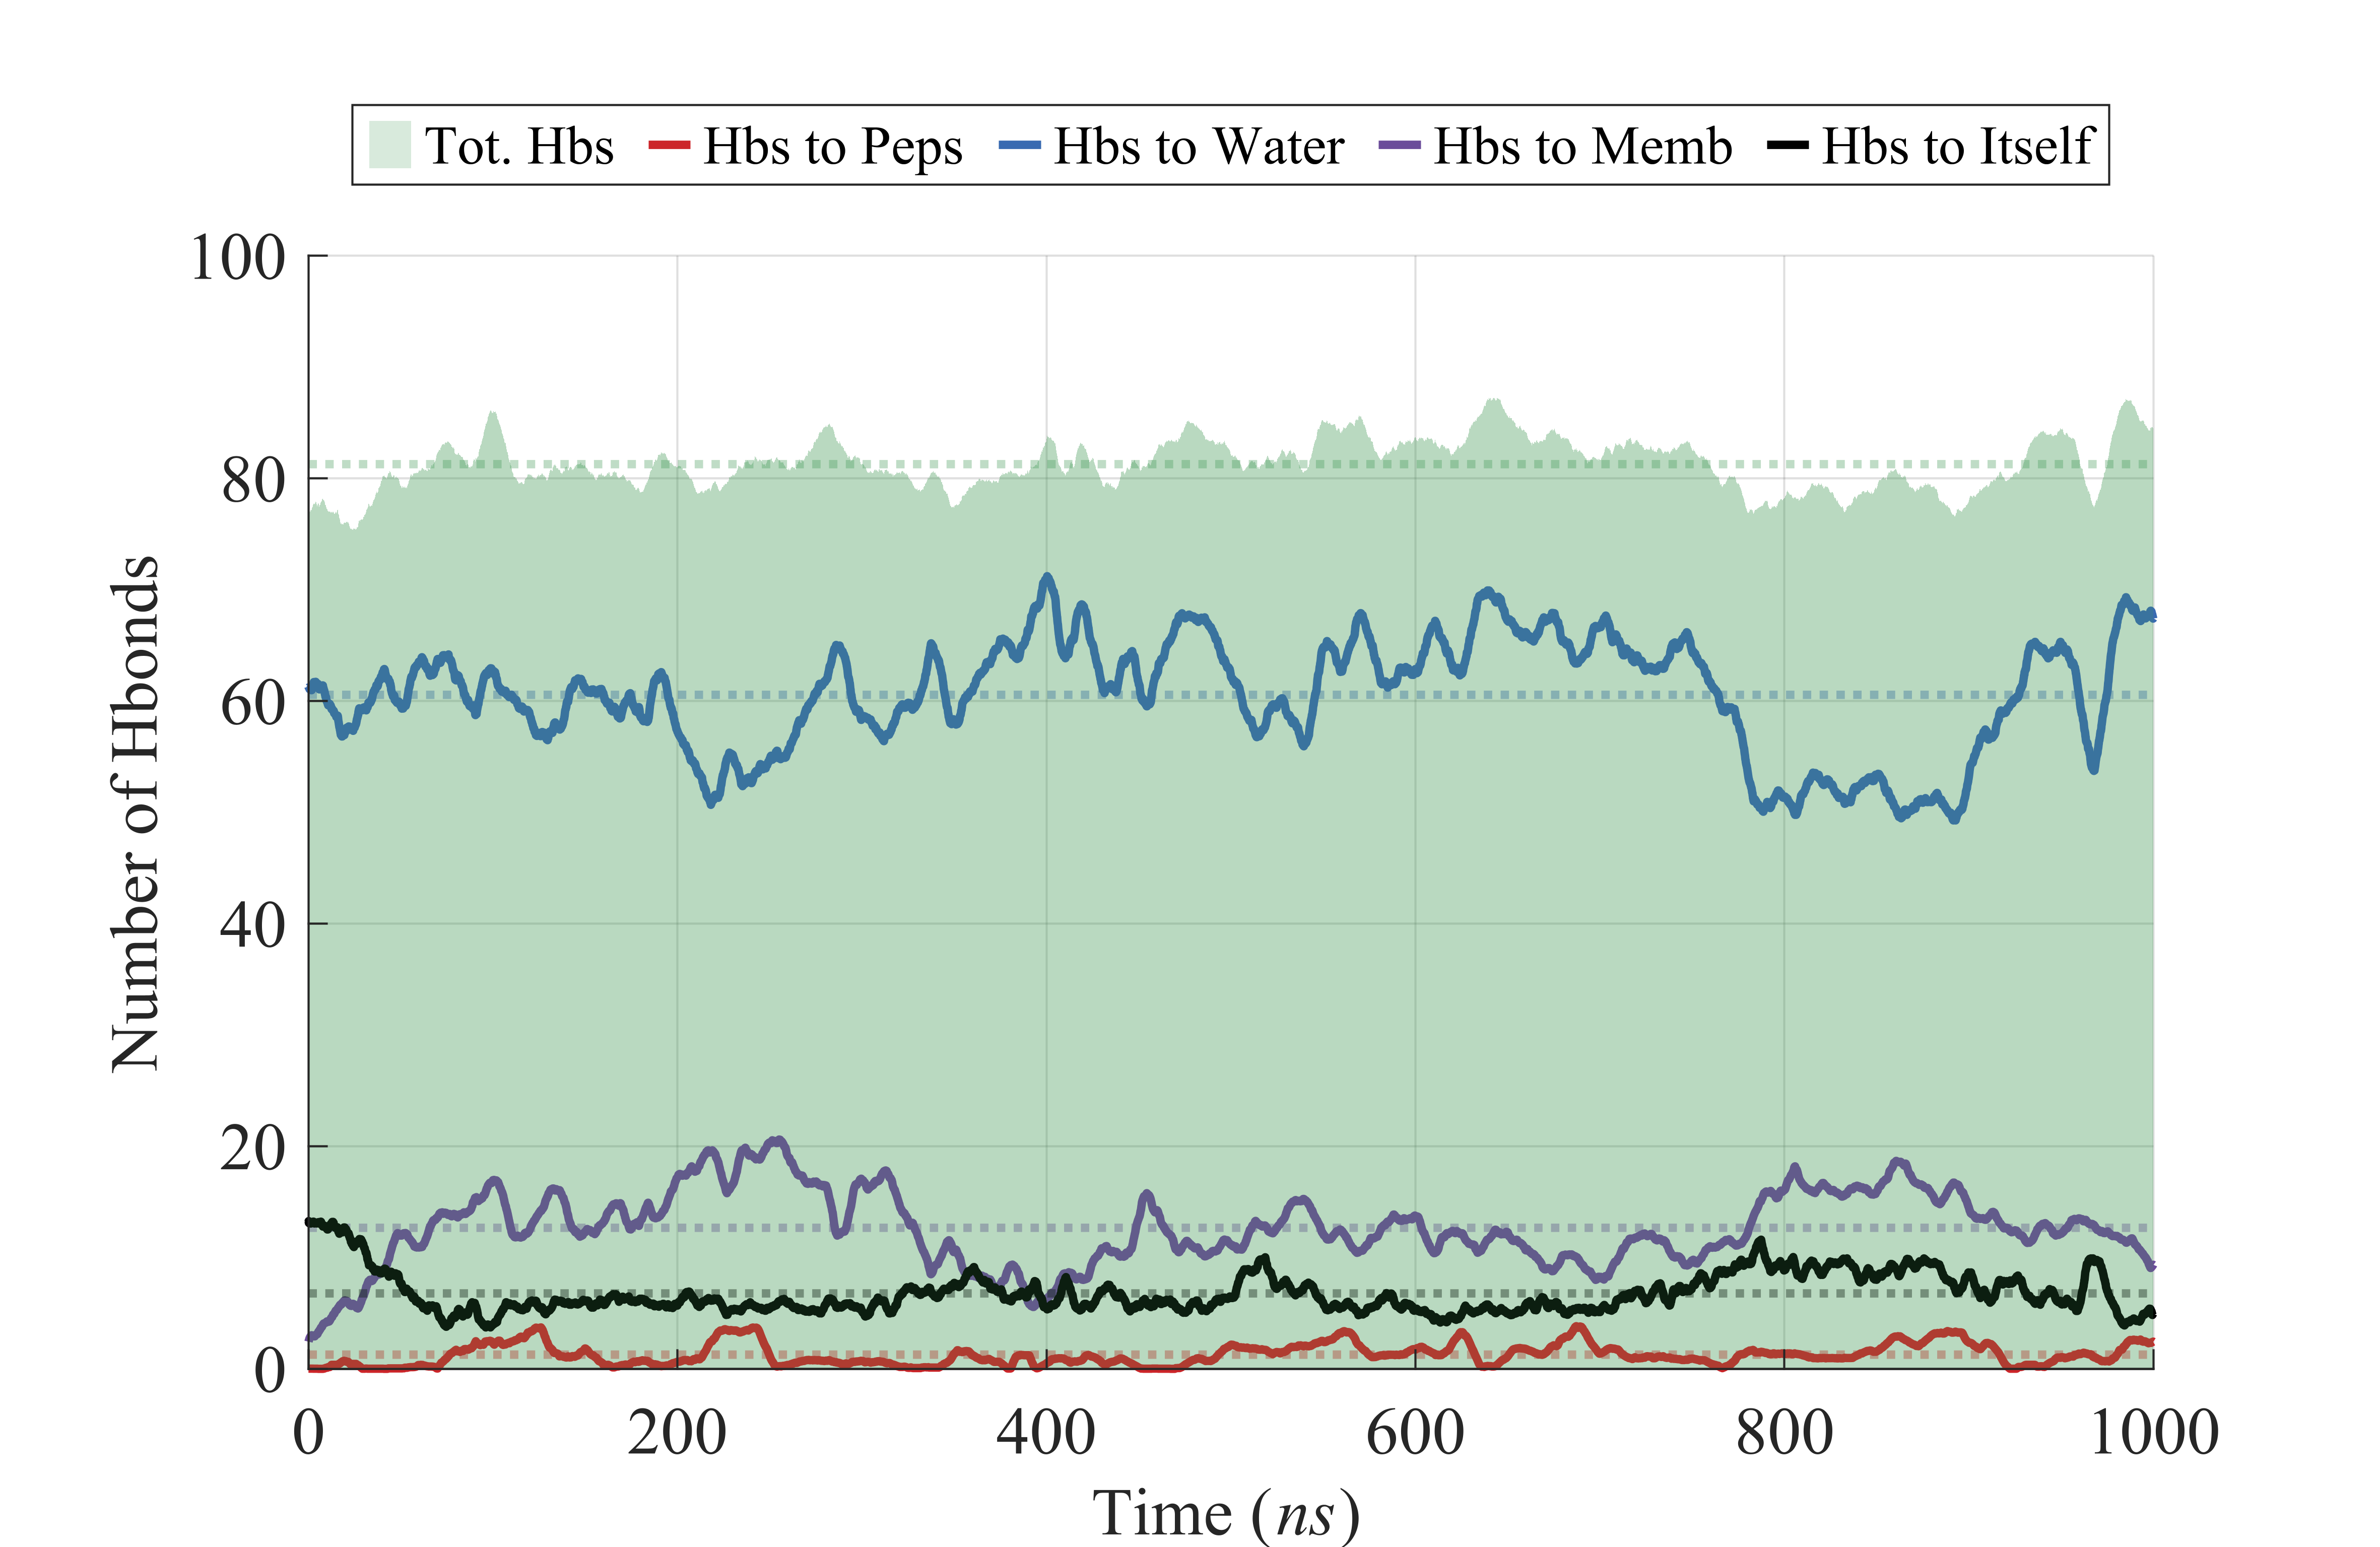 Tot. Hbs Hbs to Peps Hbs to Water Hbs to Memb Hbs to Itself
100
80
60
40
20
0
Number of Hbonds
0 200 400 600 800 1000
Time (ns)